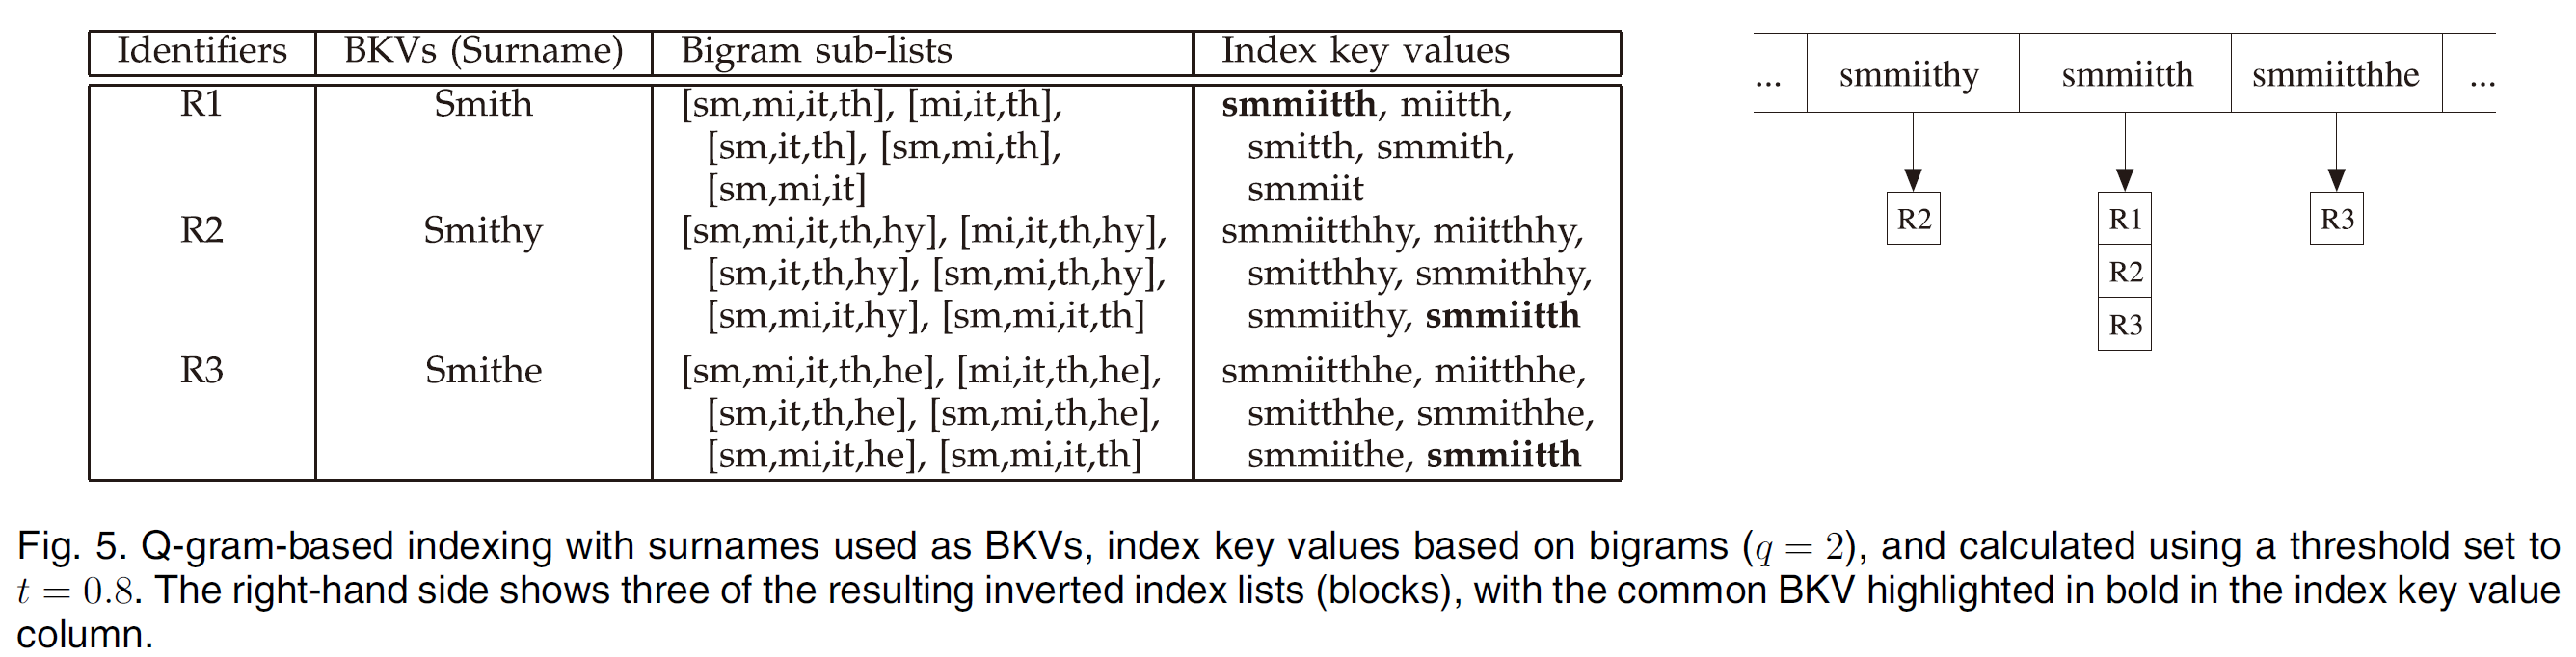 Identifiers BKVs (Surname) Bigram sub-lists Index key values
R1 Smith [sm,mi,it,th], [mi,it,th], smmiitth, miitth,
[sm,it,th], [sm,mi,th], smitth, smmith,
[sm,mi,it] smmiit
R2 Smithy [sm,mi,it,th,hy], [mi,it,th,hy], smmiitthhy, miitthhy,
[sm,it,th,hy], [sm,mi,th,hy], smitthhy, smmithhy,
[sm,mi,it,hy], [sm,mi,it,th] smmiithy, smmiitth
R3 Smithe [sm,mi,it,th,he], [mi,it,th,he], smmiitthhe, miitthhe,
[sm,it,th,he], [sm,mi,th,he], smitthhe, smmithhe,
[sm,mi,it,he], [sm,mi,it,th] smmiithe, smmiitth
... smmiithy smmiitth smmiitthhe ...
R2 R1 R3
R2
R3
Fig. 5. Q-gram-based indexing with surnames used as BKVs, index key values based on bigrams (q = 2), and calculated using a threshold set to
t = 0.8. The right-hand side shows three of the resulting inverted index lists (blocks), with the common BKV highlighted in bold in the index key value
column.